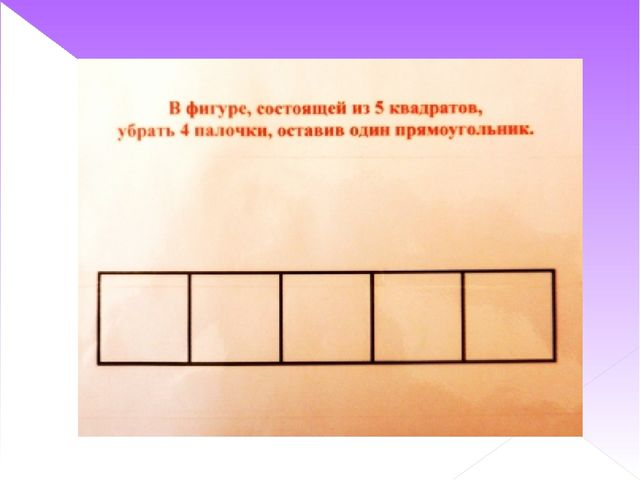 В фигуре, состоящей из 5 квадратов,
убрать 4 палочки, оставив один прямоугольник.